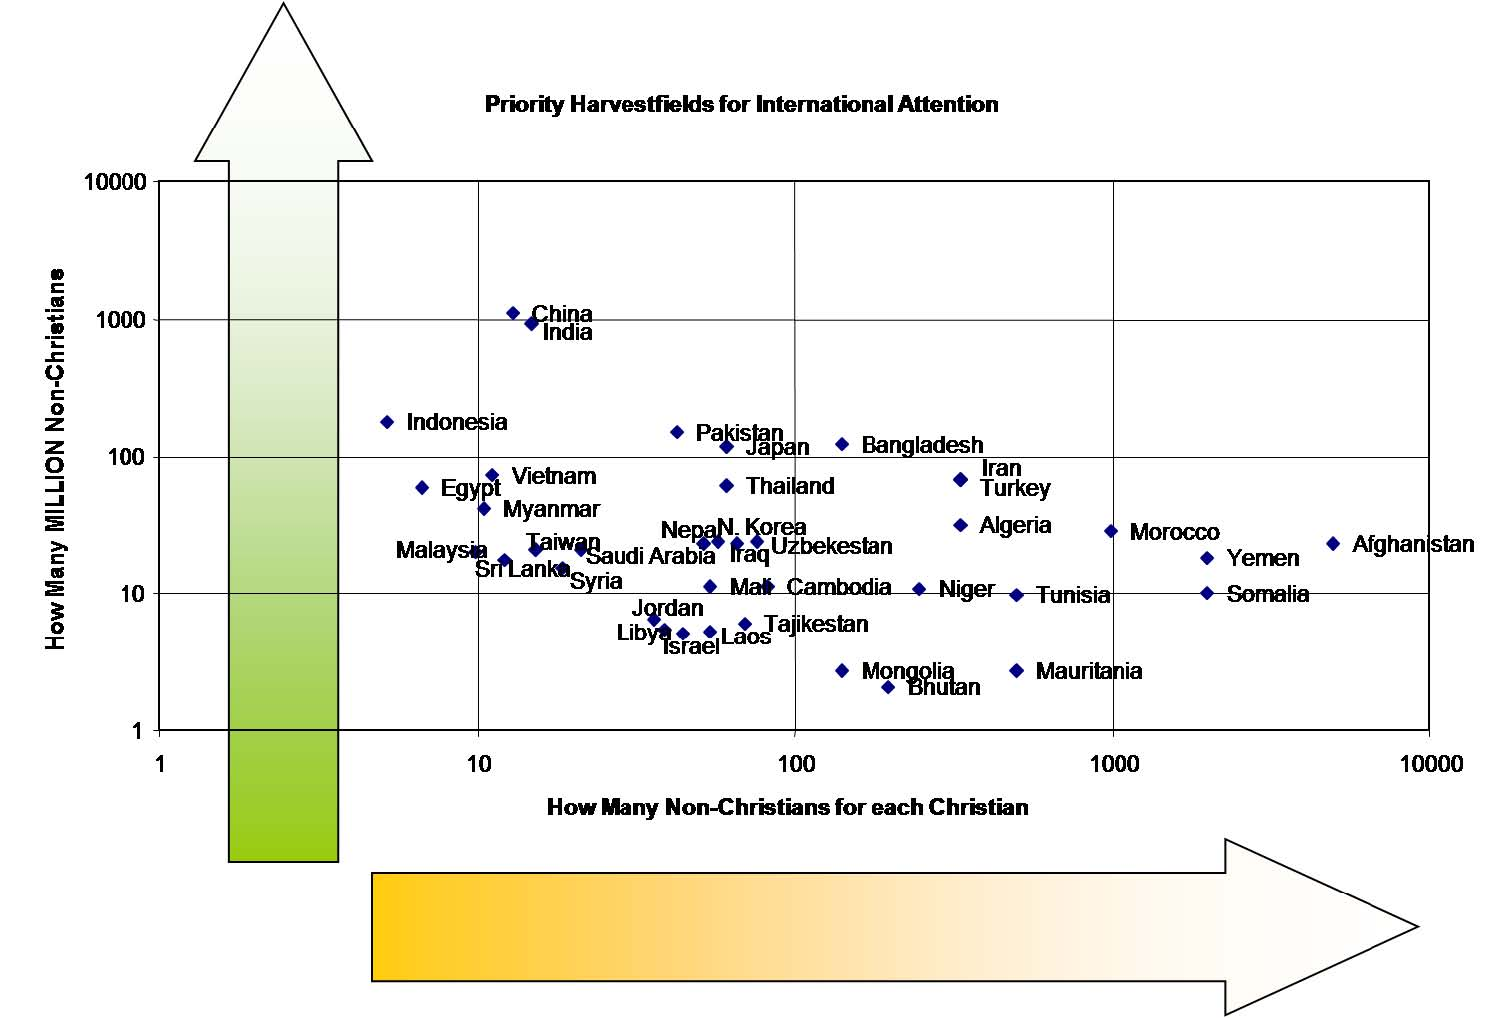 Priority Harvestfields for International Attention
10000
1000
100
10
1
How Many MILLION Non-Christians
China
India
Indonesia
Pakistan
Japan
Bangladesh
Iran
Turkey
Vietnam
Egypt
Thailand
Myanmar
Algeria
Nepal
N. Korea
Morocco
Malaysia
Taiwan
Saudi Arabia
Iraq
Uzbekestan
Afghanistan
Sri Lanka
Syria
Yemen
Mali
Cambodia
Niger
Tunisia
Somalia
Jordan
Libya
Israel
Laos
Tajikestan
Mongolia
Bhutan
Mauritania
1
10
100
1000
10000
How Many Non-Christians for each Christian